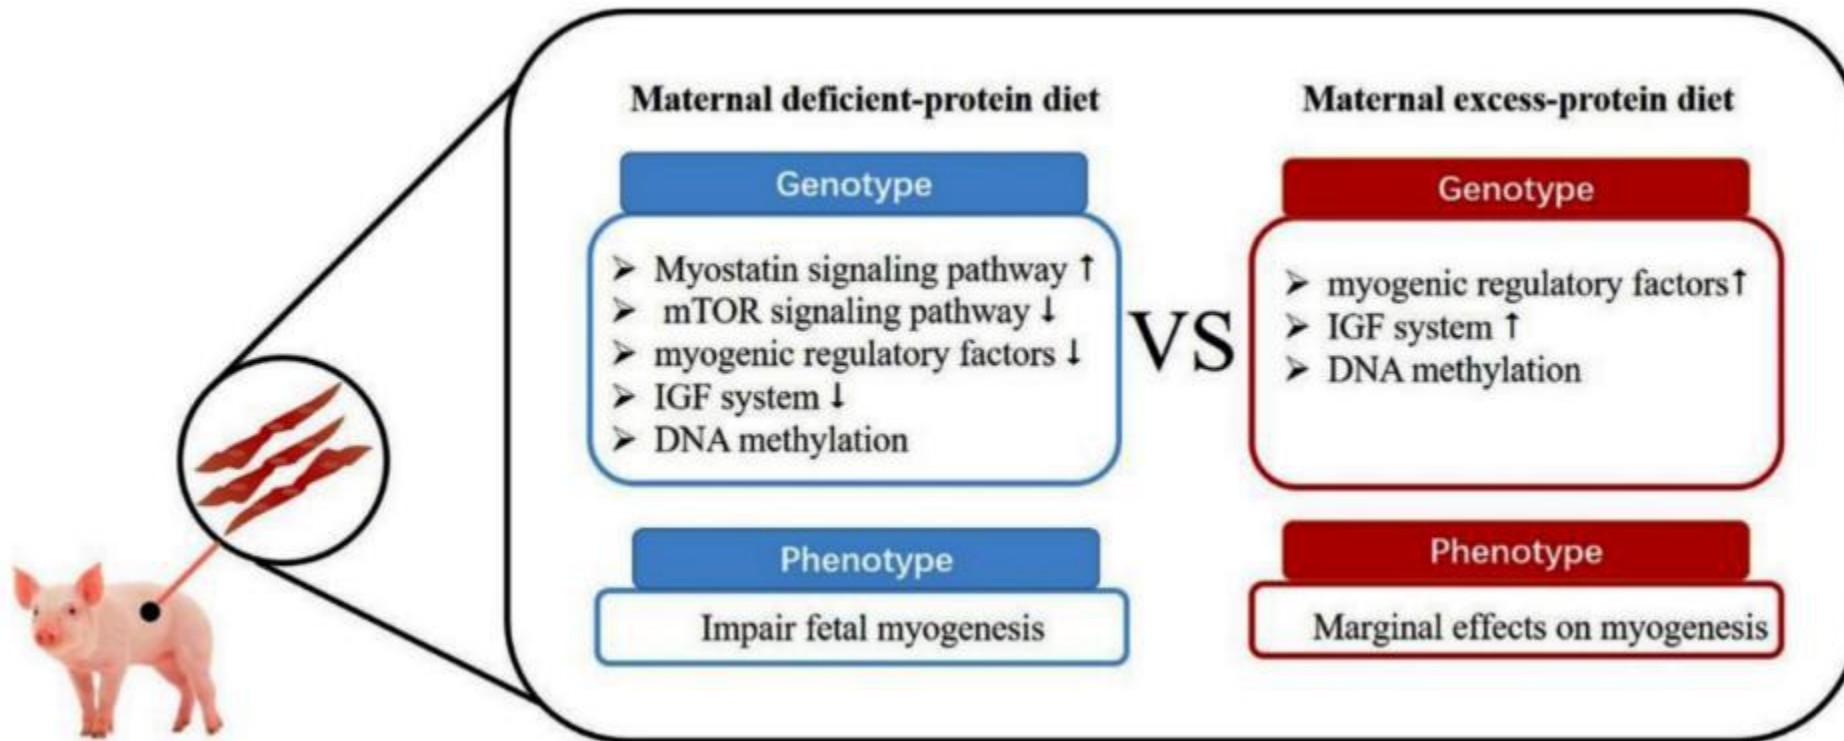 Maternal deficient-protein diet
Genotype
➢ Myostatin signaling pathway ↑
➢ mTOR signaling pathway ↓
➢ myogenic regulatory factors ↓
➢ IGF system ↓
➢ DNA methylation
Phenotype
Impair fetal myogenesis
VS
Maternal excess-protein diet
Genotype
➢ myogenic regulatory factors↑
➢ IGF system ↑
➢ DNA methylation
Phenotype
Marginal effects on myogenesis